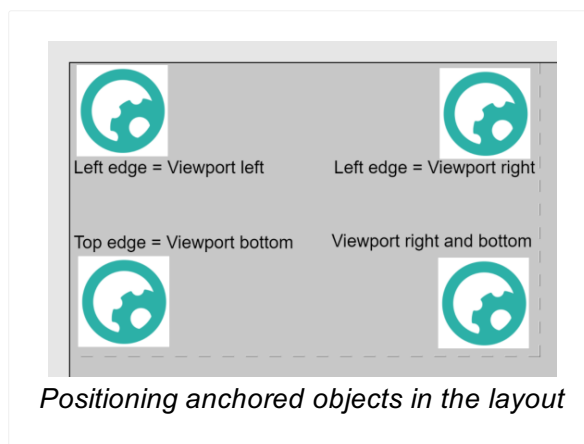 Left edge = Viewport left
Left edge = Viewport right
Top edge = Viewport bottom
Viewport right and bottom
Positioning anchored objects in the layout